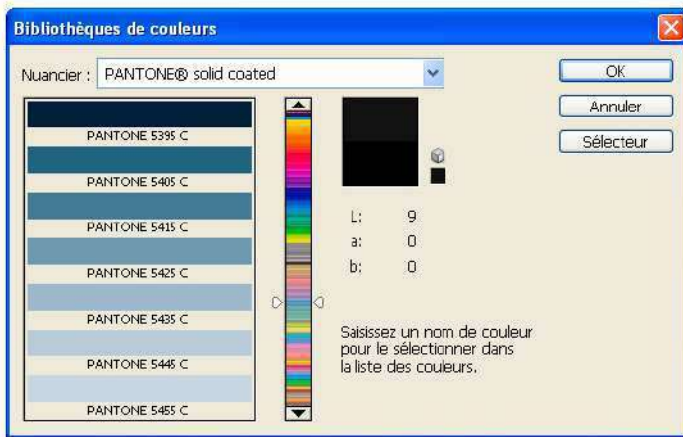 Bibliothèques de couleurs
Nuancier : PANTONE® solid coated
OK
Annuler
Sélecteur
PANTONE 5395 C
PANTONE 5405 C
PANTONE 5415 C
PANTONE 5425 C
PANTONE 5435 C
PANTONE 5445 C
PANTONE 5455 C
L: 9
a: 0
b: 0
Saisissez un nom de couleur
pour le sélectionner dans
la liste des couleurs.